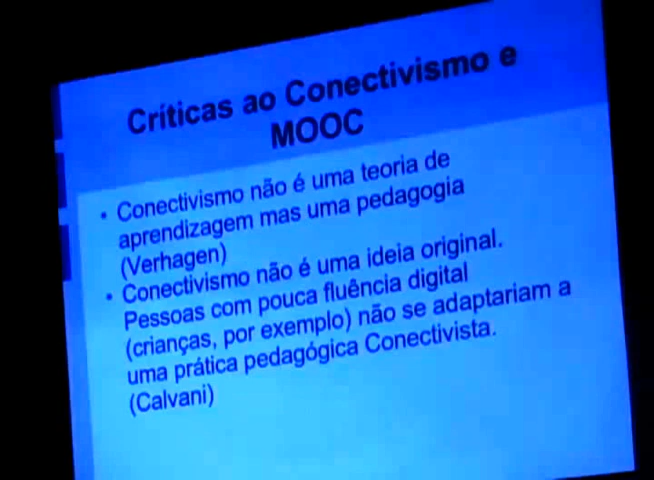 Críticas ao Conectivismo e
MOOC
• Conectivismo não é uma teoria de
aprendizagem mas uma pedagogia
(Verhagen)
• Conectivismo não é uma ideia original.
Pessoas com pouca fluência digital
(crianças, por exemplo) não se adaptariam a
uma prática pedagógica Conectivista.
(Calvani)